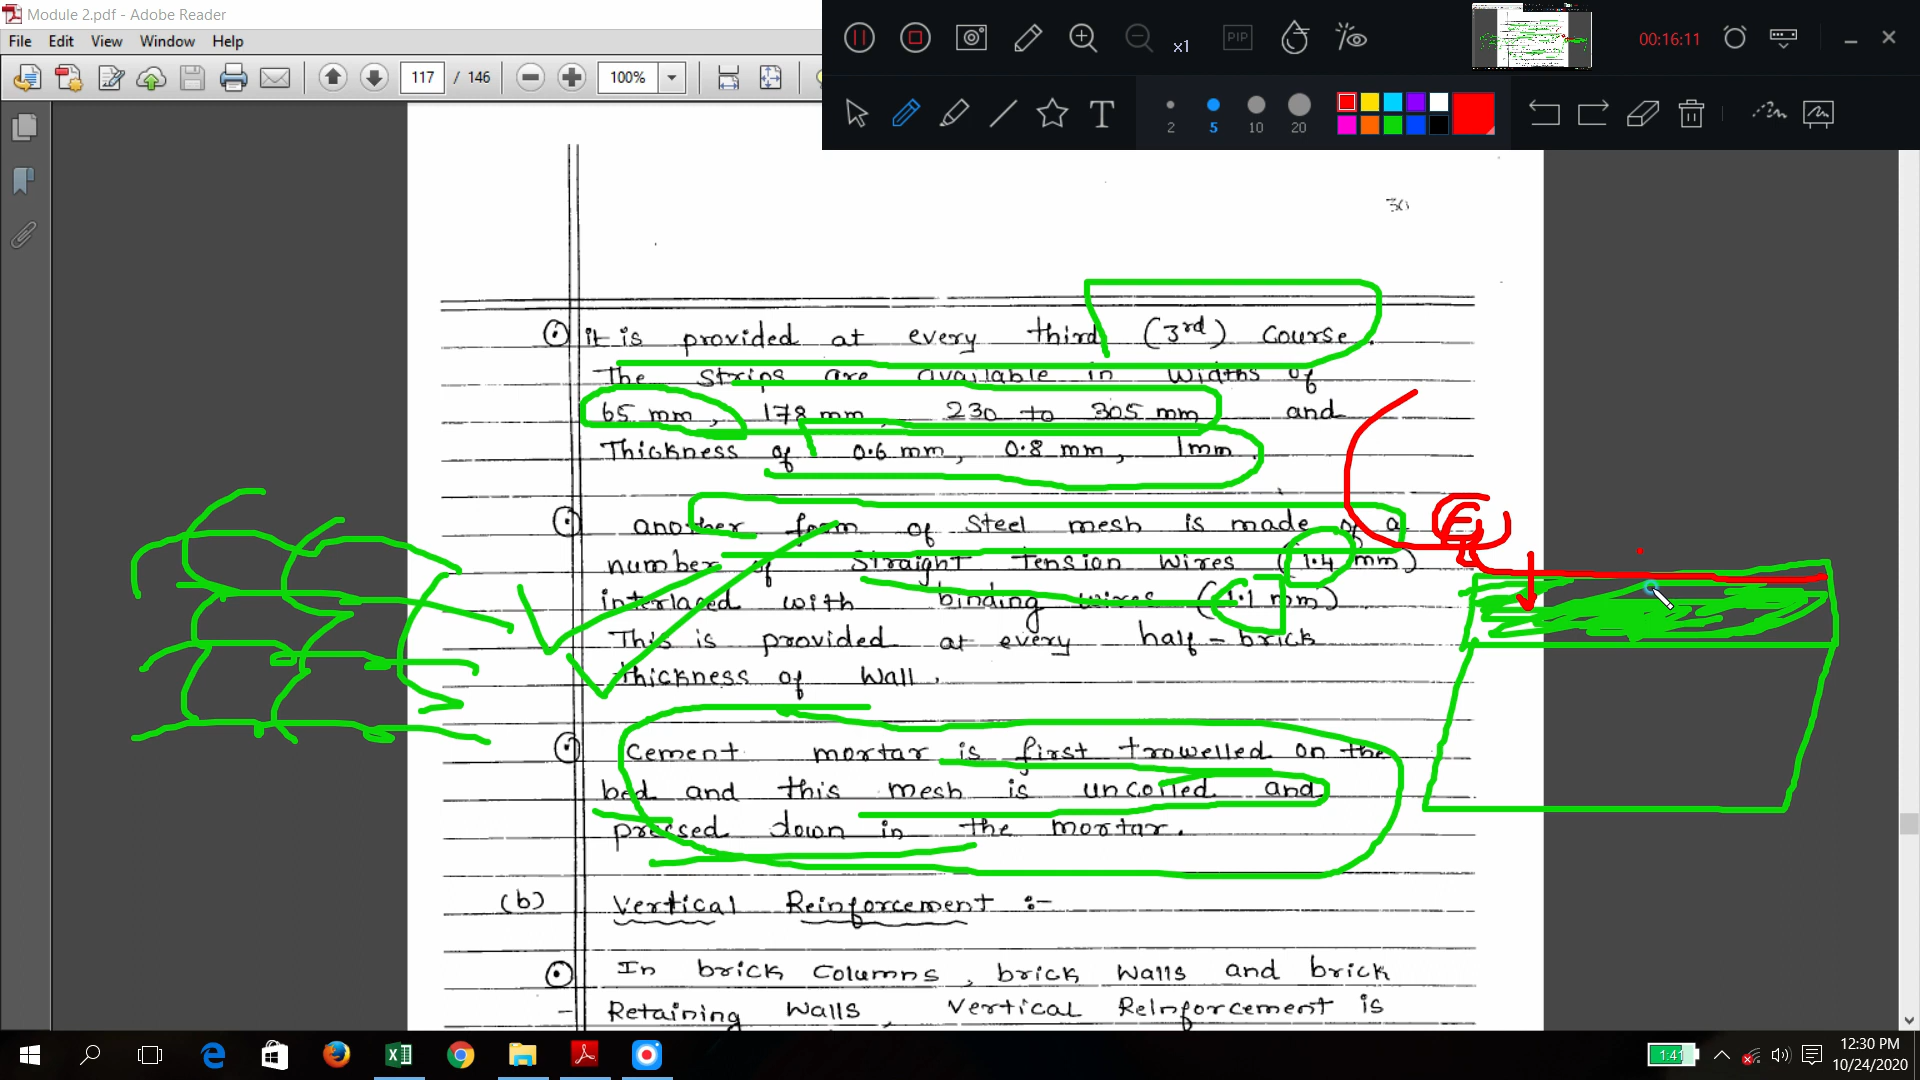 Module 2.pdf - Adobe Reader
File Edit View Window Help
117 / 146 100%
x1 PIP 00:16:11
T 2 5 10 20
30
it is provided at every third (3rd) course.
The strips are available in widths of
65 mm, 178 mm, 230 to 305 mm and
Thickness of 0.6 mm, 0.8 mm, 1mm.
another form of steel mesh is made of a
number of straight Tension wires (1.4 mm)
interlaced with binding wires (1.1 mm)
This is provided at every half-brick
thickness of wall.
Cement mortar is first trowelled on the
bed and this mesh is uncoiled and
pressed down in the mortar.
(b) Vertical Reinforcement :-
In brick columns, brick walls and brick
- Retaining walls, vertical Reinforcement is
1:41
12:30 PM
10/24/2020